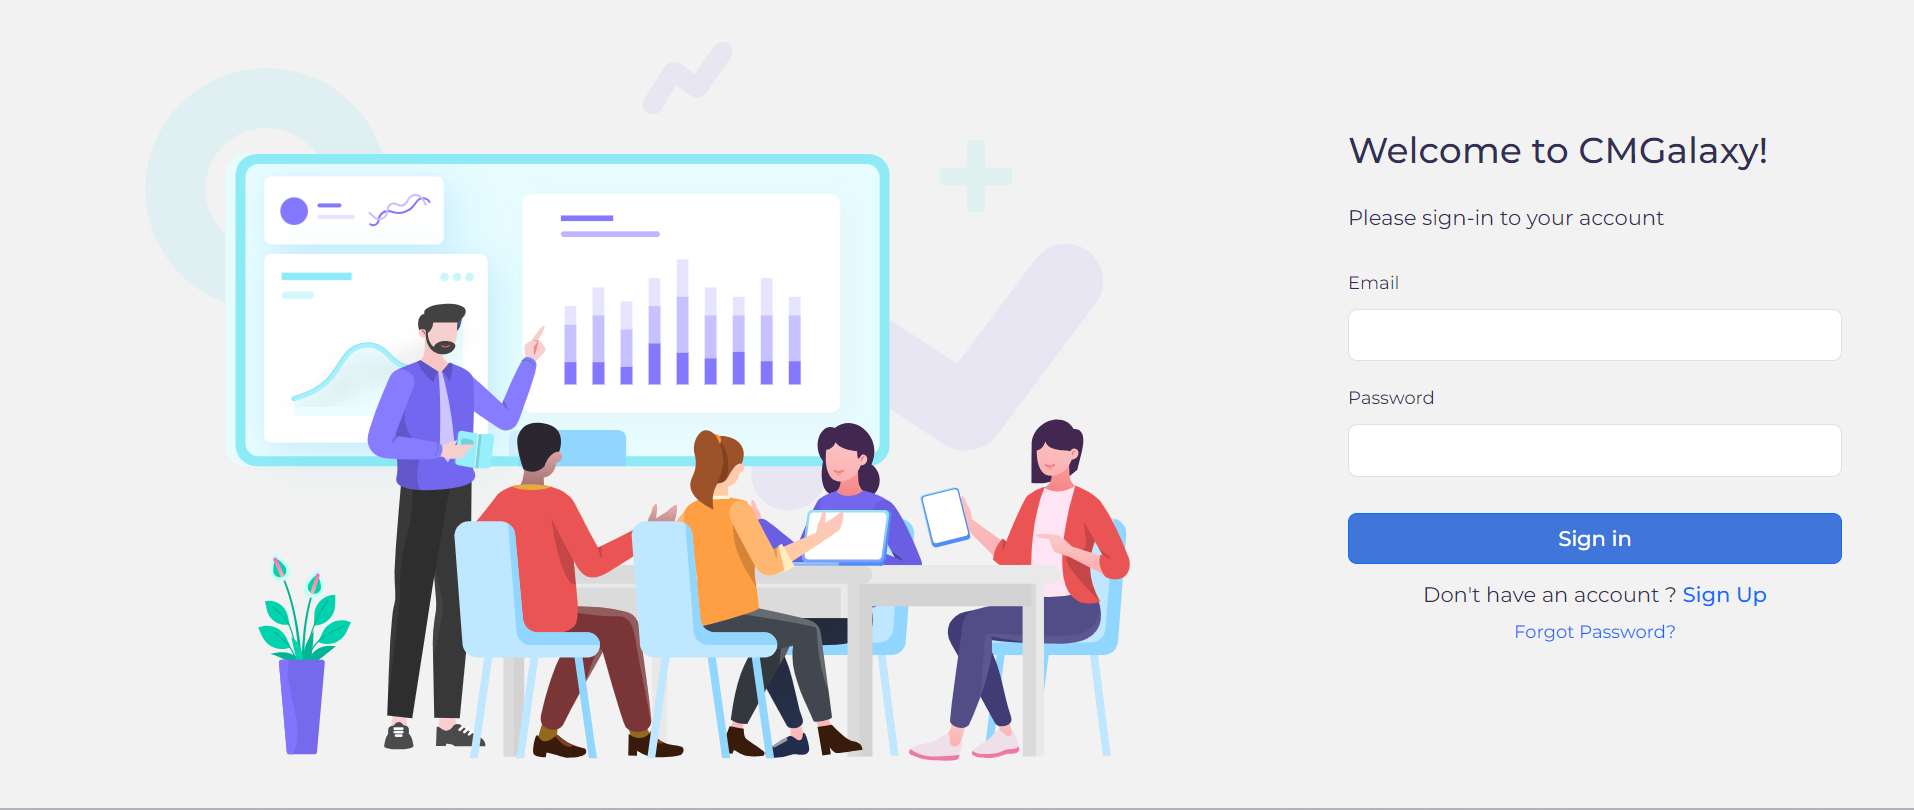 Welcome to CMGalaxy!
Please sign-in to your account
Email
Password
Sign in
Don't have an account ? Sign Up
Forgot Password?